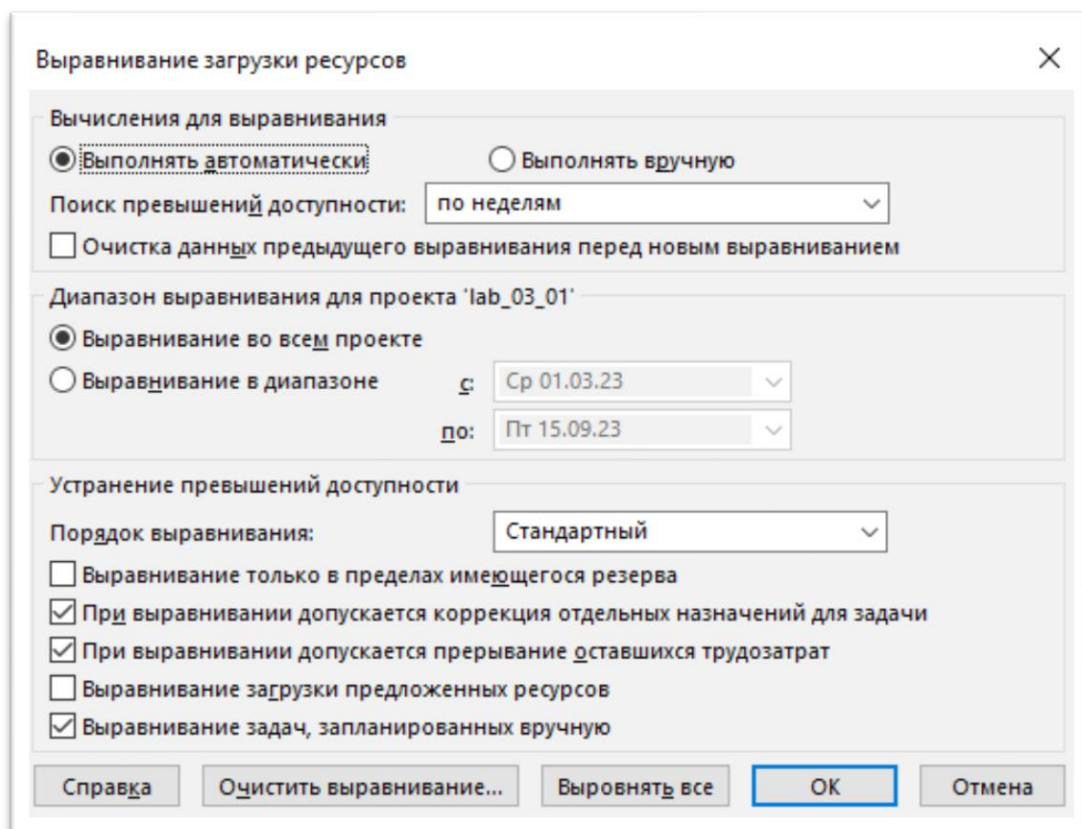 Выравнивание загрузки ресурсов
Вычисления для выравнивания
Выполнять автоматически Выполнять вручную
Поиск превышений доступности: по неделям
Очистка данных предыдущего выравнивания перед новым выравниванием
Диапазон выравнивания для проекта 'lab_03_01'
Выравнивание во всем проекте
Выравнивание в диапазоне с: Ср 01.03.23
по: Пт 15.09.23
Устранение превышений доступности
Порядок выравнивания: Стандартный
Выравнивание только в пределах имеющегося резерва
При выравнивании допускается коррекция отдельных назначений для задачи
При выравнивании допускается прерывание оставшихся трудозатрат
Выравнивание загрузки предложенных ресурсов
Выравнивание задач, запланированных вручную
Справка Очистить выравнивание... Выровнять все ОК Отмена